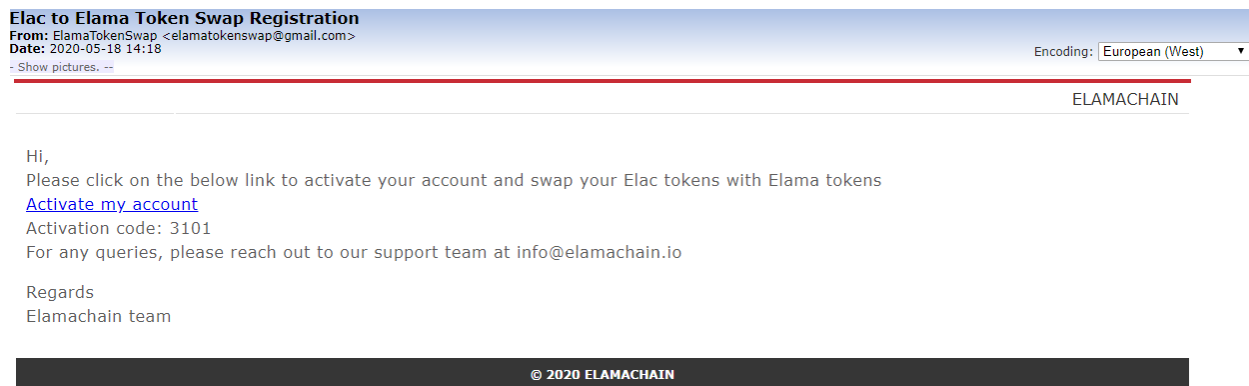 Elac to Elama Token Swap Registration
From: ElamaTokenSwap <elamatokenswap@gmail.com>
Date: 2020-05-18 14:18
Encoding: European (West)
- Show pictures. --
ELAMACHAIN
Hi,
Please click on the below link to activate your account and swap your Elac tokens with Elama tokens
Activate my account
Activation code: 3101
For any queries, please reach out to our support team at info@elamachain.io
Regards
Elamachain team
© 2020 ELAMACHAIN